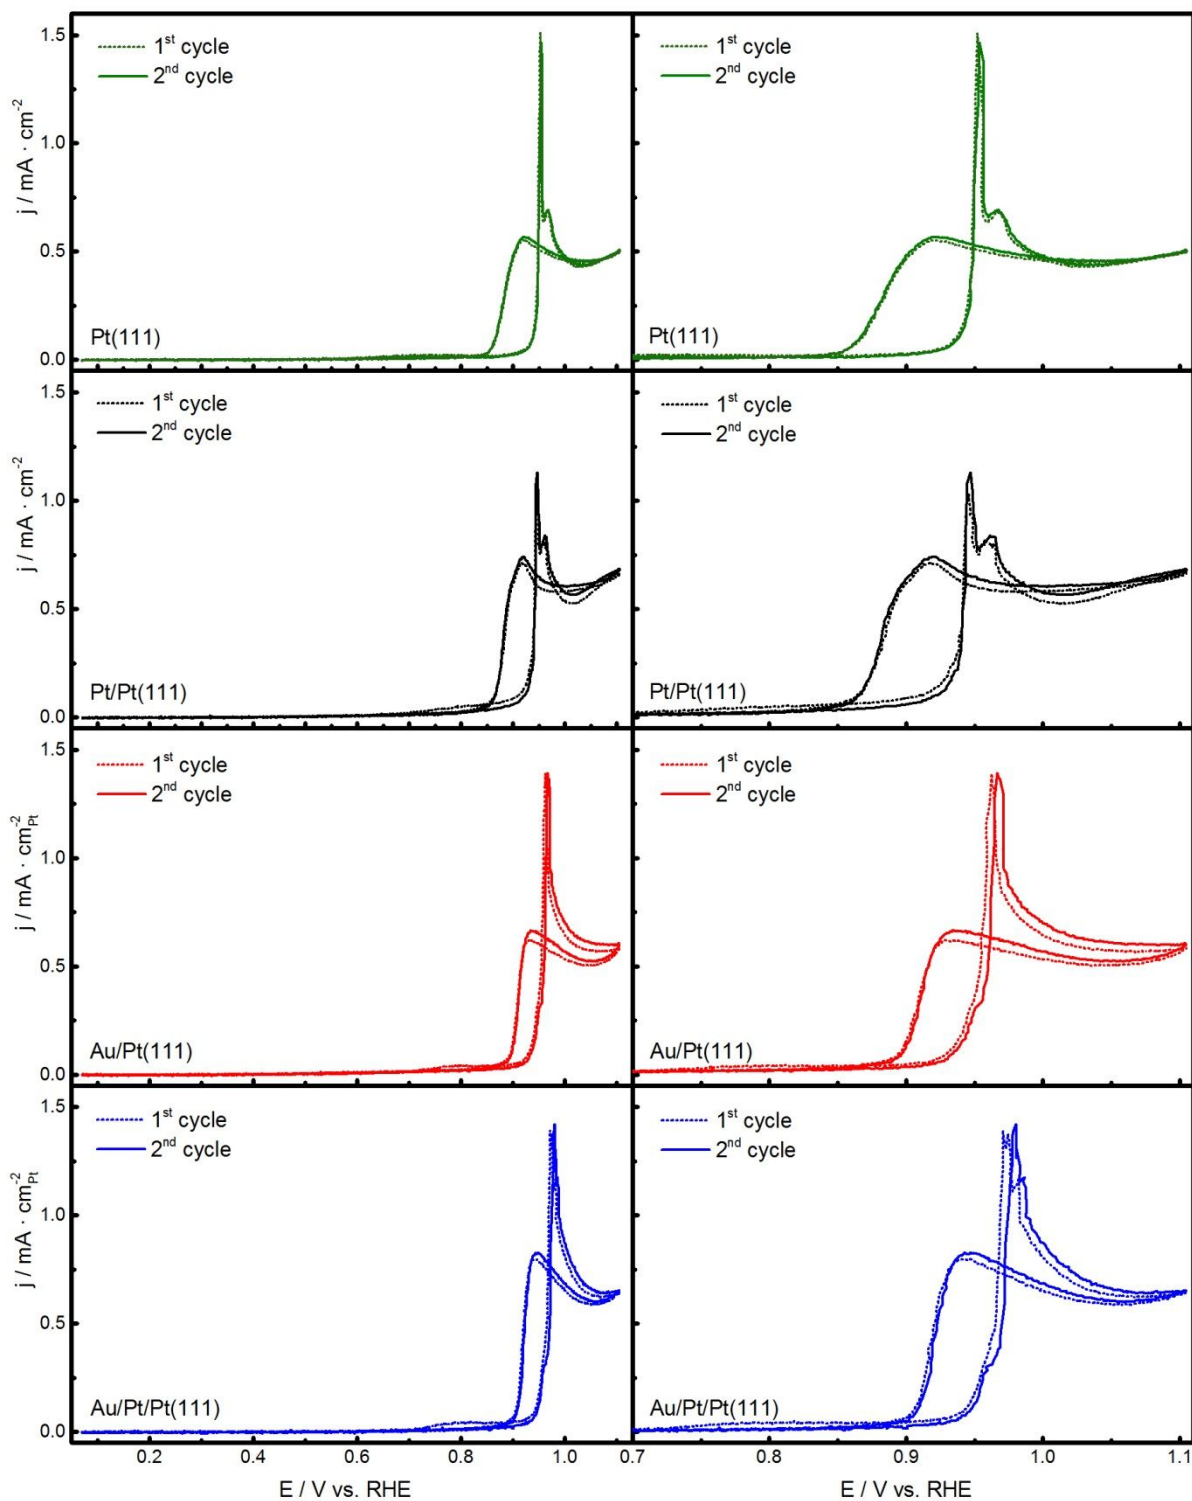 1st cycle
2nd cycle
1st cycle
2nd cycle
1.5
1.0
0.5
0.0
j / mA · cm-2
Pt(111)
Pt(111)
1st cycle
2nd cycle
1st cycle
2nd cycle
1.5
1.0
0.5
0.0
j / mA · cm-2
Pt/Pt(111)
Pt/Pt(111)
1st cycle
2nd cycle
1st cycle
2nd cycle
1.5
1.0
0.5
0.0
j / mA · cm-2Pt
Au/Pt(111)
Au/Pt(111)
1st cycle
2nd cycle
1st cycle
2nd cycle
1.5
1.0
0.5
0.0
j / mA · cm-2Pt
Au/Pt/Pt(111)
Au/Pt/Pt(111)
0.2 0.4 0.6 0.8 1.0 0.7 0.8 0.9 1.0 1.1
E / V vs. RHE
E / V vs. RHE